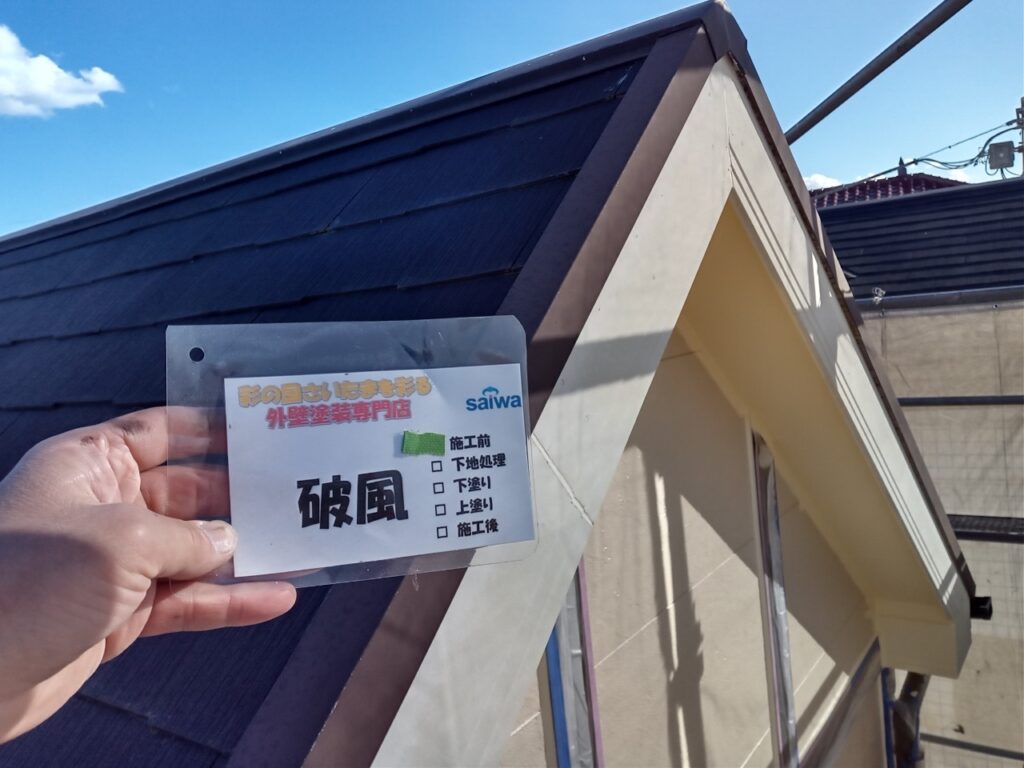 彩の国さいたまを彩る
外壁塗装専門店
saiwa
破風
施工前
□ 下地処理
□ 下塗り
□ 上塗り
□ 施工後